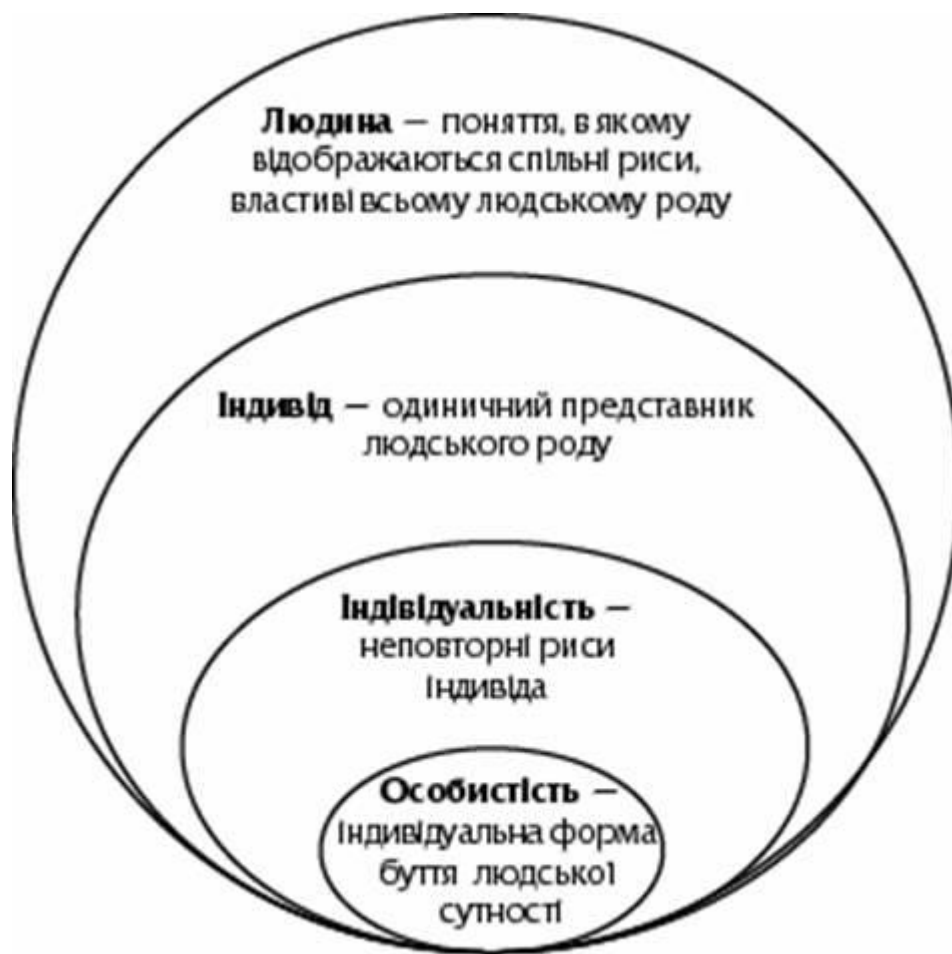 Людина — поняття, в якому
відображаються спільні риси,
властиві всьому людському роду
Індивід — одиничний представник
людського роду
Індівідуальність —
неповторні риси
індивіда
Особистість —
індивідуальна форма
буття людської
сутності